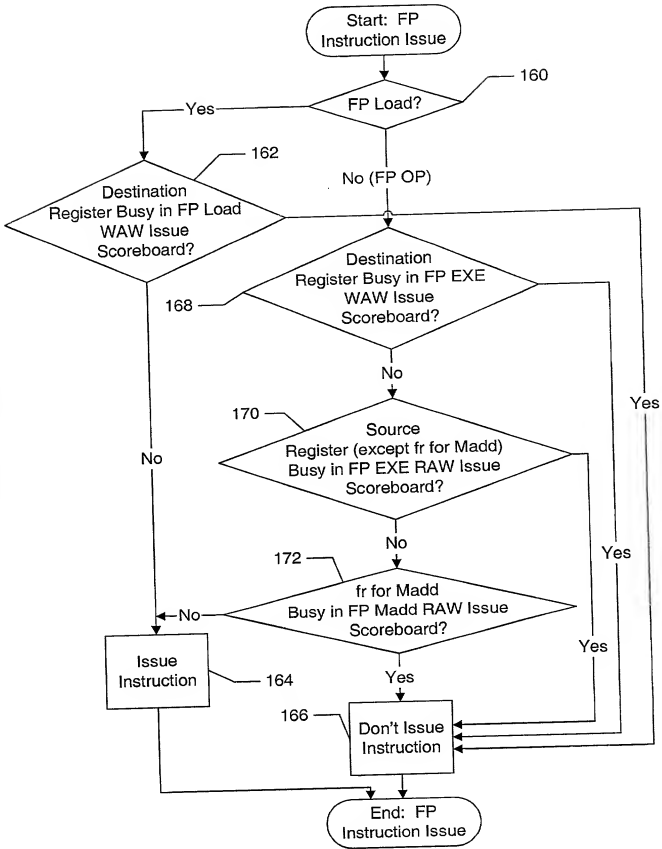 Start: FP
Instruction Issue
FP Load?
160
Yes
No (FP OP)
162
Destination
Register Busy in FP Load
WAW Issue
Scoreboard?
Destination
Register Busy in FP EXE
WAW Issue
Scoreboard?
168
No
Yes
170
Source
Register (except fr for Madd)
Busy in FP EXE RAW Issue
Scoreboard?
No
No
Yes
172
fr for Madd
Busy in FP Madd RAW Issue
Scoreboard?
No
Yes
Yes
Issue
Instruction
164
166
Don't Issue
Instruction
End: FP
Instruction Issue